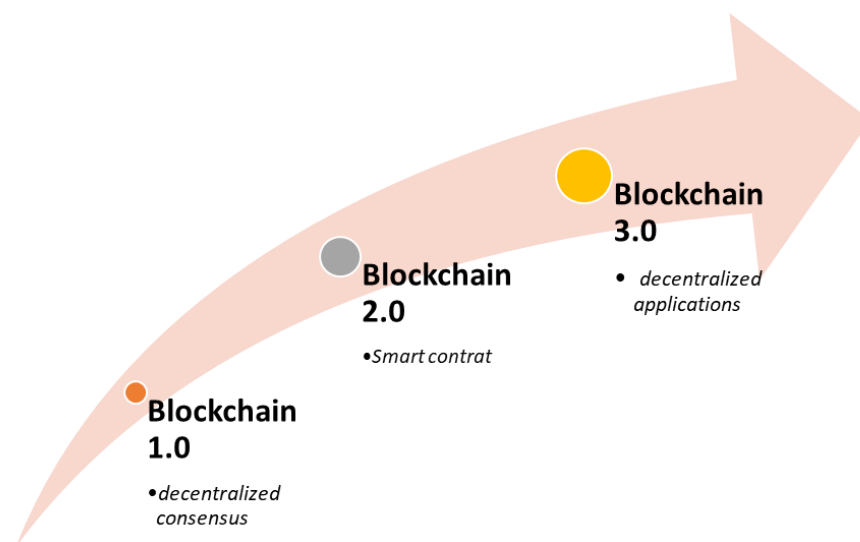 Blockchain
1.0
•decentralized
consensus
Blockchain
2.0
•Smart contrat
Blockchain
3.0
• decentralized
applications